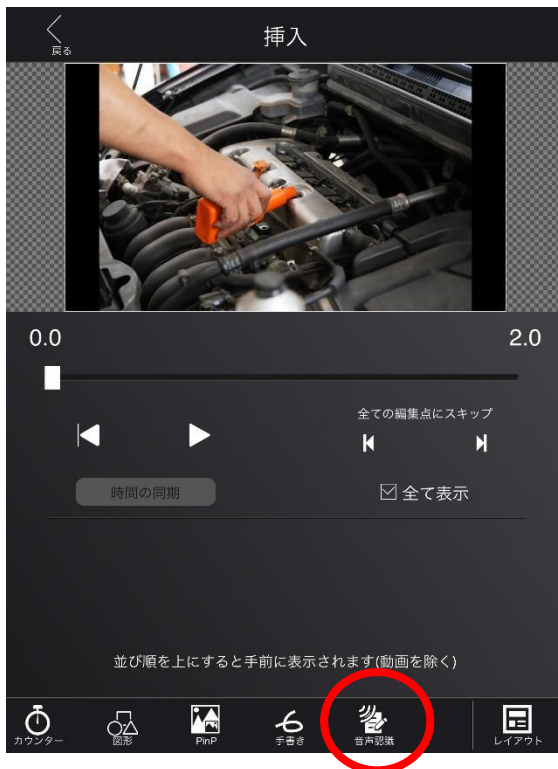 戻る
挿入
0.0
2.0
全ての編集点にスキップ
時間の同期
全て表示
並び順を上にすると手前に表示されます(動画を除く)
カウンター
図形
PinP
手書き
音声認識
レイアウト